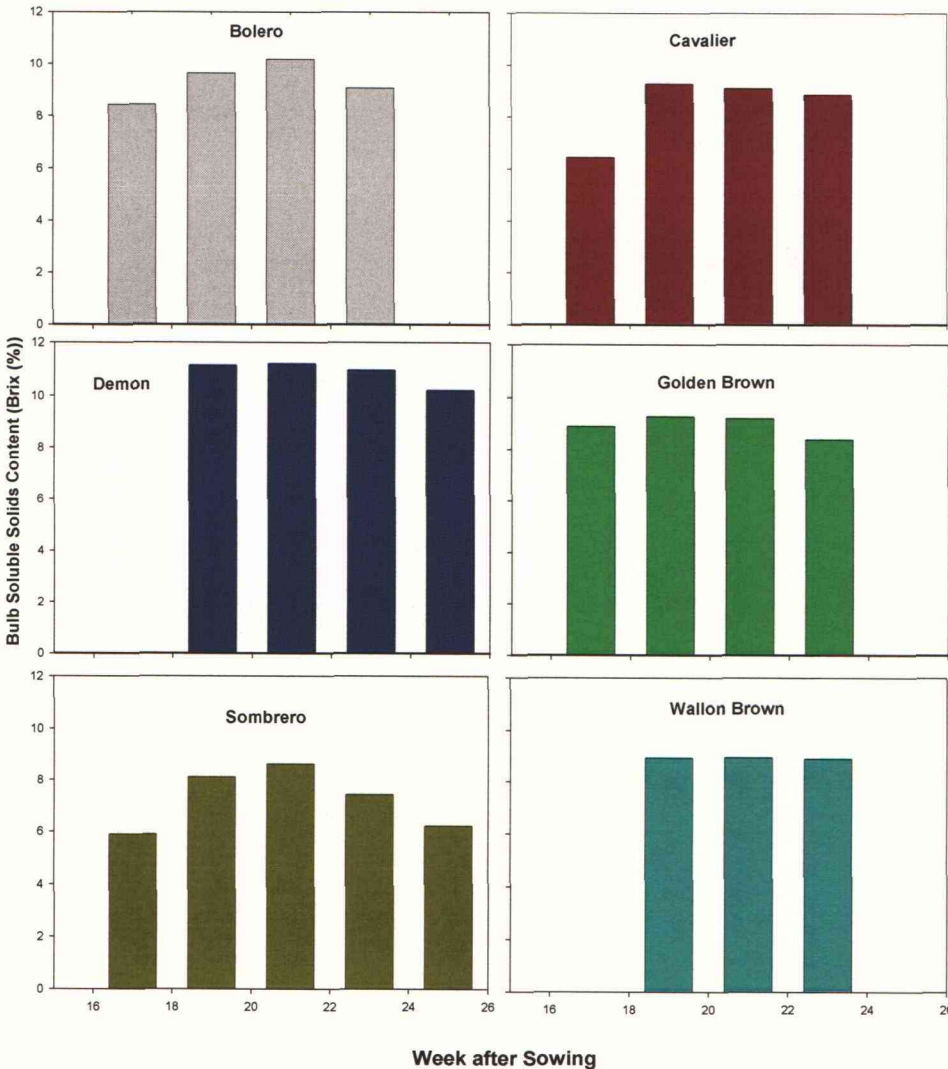 12
Bolero
10
8
6
4
2
0
Cavalier
Bulb Soluble Solids Content (Brix (%))
12
Demon
10
8
6
4
2
0
Golden Brown
12
Sombrero
10
8
6
4
2
0
16 18 20 22 24 26
Wallon Brown
16 18 20 22 24 26
Week after Sowing